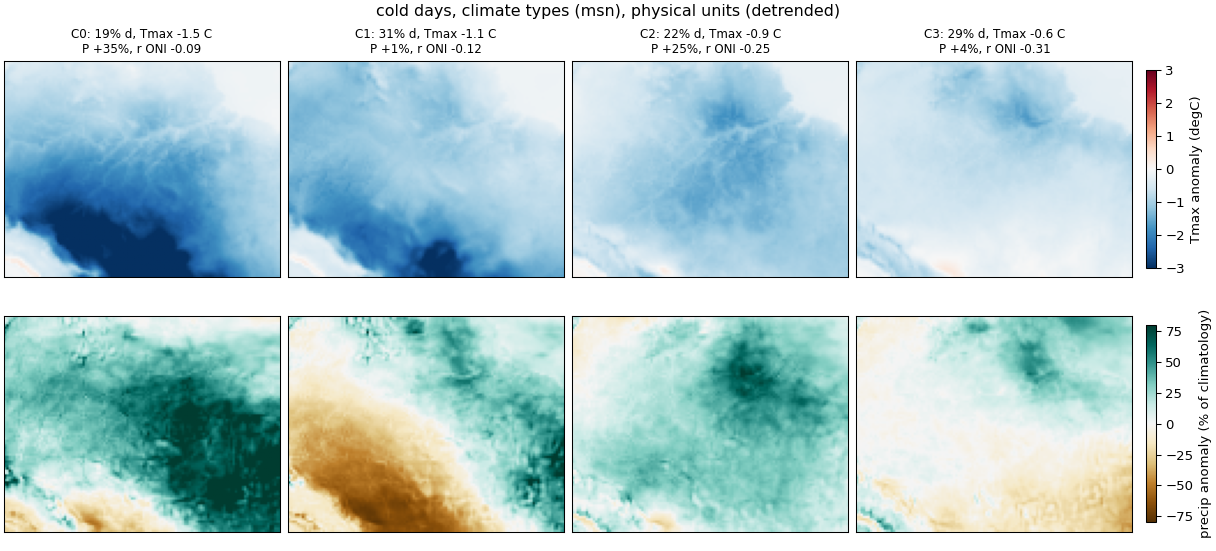 cold days, climate types (msn), physical units (detrended)
C0: 19% d, Tmax -1.5 C
P +35%, r ONI -0.09
C1: 31% d, Tmax -1.1 C
P +1%, r ONI -0.12
C2: 22% d, Tmax -0.9 C
P +25%, r ONI -0.25
C3: 29% d, Tmax -0.6 C
P +4%, r ONI -0.31
3
2
1
0
−1
−2
−3
Tmax anomaly (degC)
75
50
25
0
−25
−50
−75
precip anomaly (% of climatology)